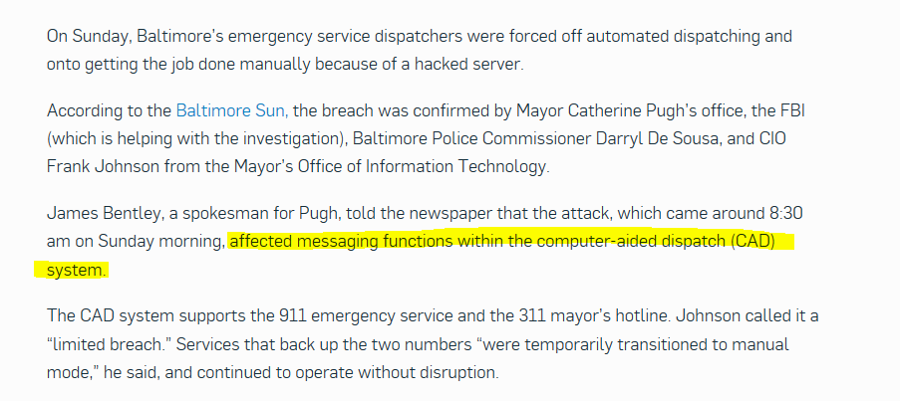 On Sunday, Baltimore's emergency service dispatchers were forced off automated dispatching and
onto getting the job done manually because of a hacked server.
According to the Baltimore Sun, the breach was confirmed by Mayor Catherine Pugh's office, the FBI
(which is helping with the investigation), Baltimore Police Commissioner Darryl De Sousa, and CIO
Frank Johnson from the Mayor's Office of Information Technology.
James Bentley, a spokesman for Pugh, told the newspaper that the attack, which came around 8:30
am on Sunday morning, affected messaging functions within the computer-aided dispatch (CAD)
system.
The CAD system supports the 911 emergency service and the 311 mayor's hotline. Johnson called it a
“limited breach.” Services that back up the two numbers “were temporarily transitioned to manual
mode,” he said, and continued to operate without disruption.